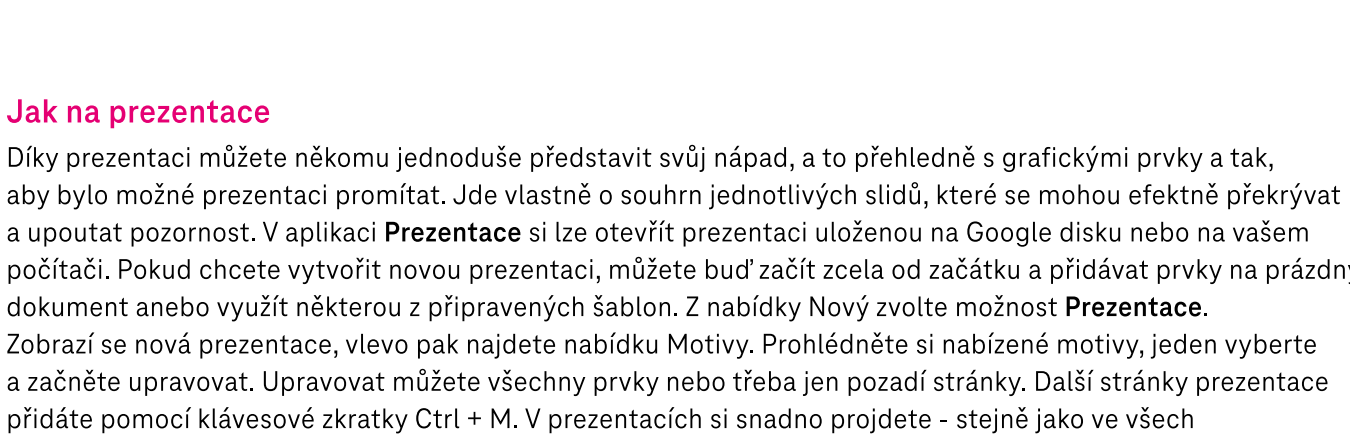 Jak na prezentace
Díky prezentaci můžete někomu jednoduše představit svůj nápad, a to přehledně s grafickými prvky a tak,
aby bylo možné prezentaci promítat. Jde vlastně o souhrn jednotlivých slidů, které se mohou efektně překrývat
a upoutat pozornost. V aplikaci Prezentace si lze otevřít prezentaci uloženou na Google disku nebo na vašem
počítači. Pokud chcete vytvořit novou prezentaci, můžete buď začít zcela od začátku a přidávat prvky na prázdný
dokument anebo využít některou z připravených šablon. Z nabídky Nový zvolte možnost Prezentace.
Zobrazí se nová prezentace, vlevo pak najdete nabídku Motivy. Prohlédněte si nabízené motivy, jeden vyberte
a začněte upravovat. Upravovat můžete všechny prvky nebo třeba jen pozadí stránky. Další stránky prezentace
přidáte pomocí klávesové zkratky Ctrl + M. V prezentacích si snadno projdete - stejně jako ve všech